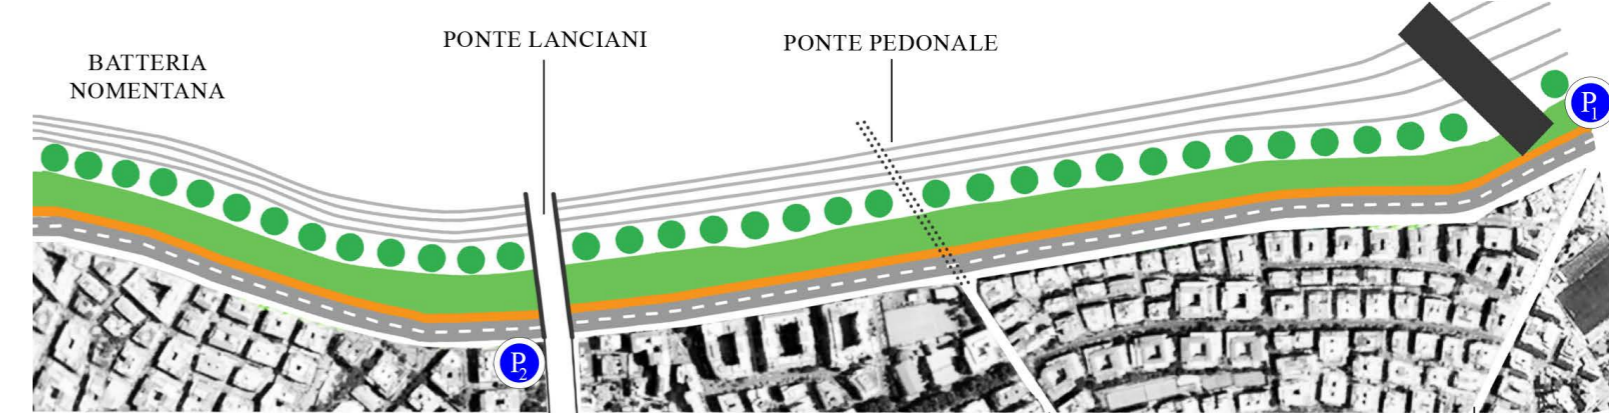 BATTERIA
NOMENTANA
PONTE LANCIANI
PONTE PEDONALE
P1
P2